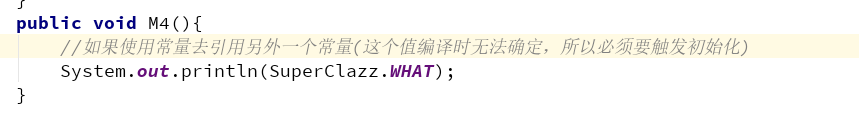 }
public void M4(){
//如果使用常量去引用另外一个常量(这个值编译时无法确定，所以必须要触发初始化)
System.out.println(SuperClazz.WHAT);
}